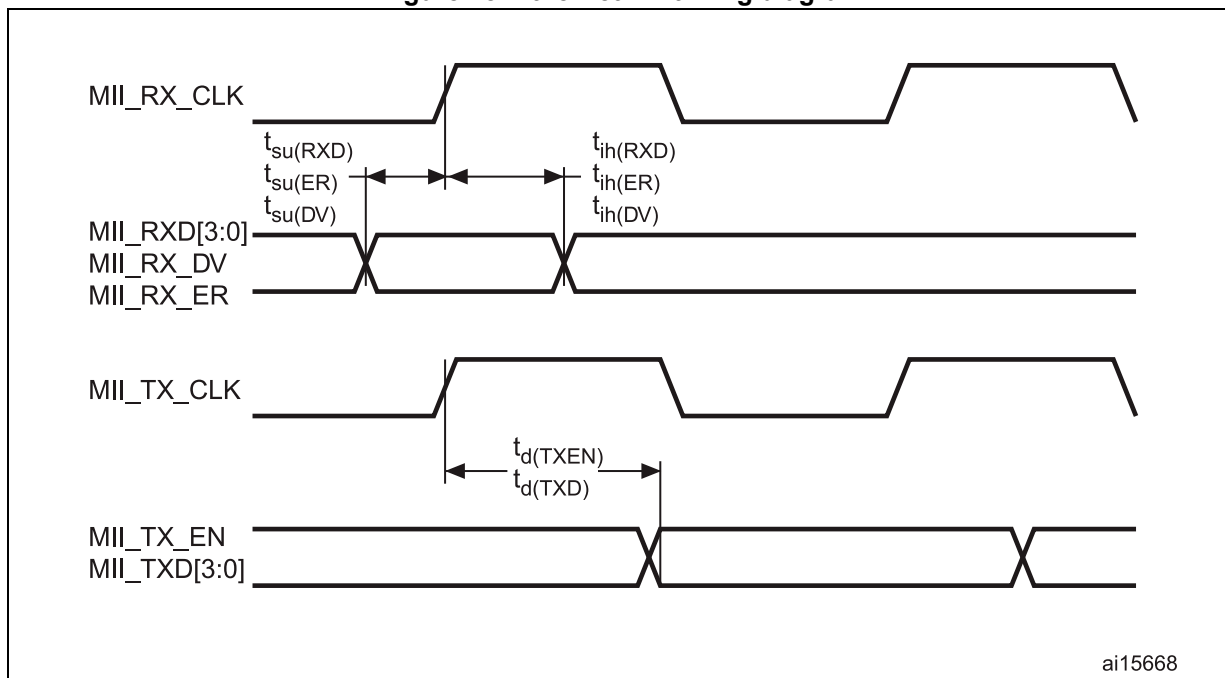 MII_RX_CLK
tsu(RXD)
tsu(ER)
tsu(DV)
tih(RXD)
tih(ER)
tih(DV)
MII_RXD[3:0]
MII_RX_DV
MII_RX_ER
MII_TX_CLK
td(TXEN)
td(TXD)
MII_TX_EN
MII_TXD[3:0]
ai15668